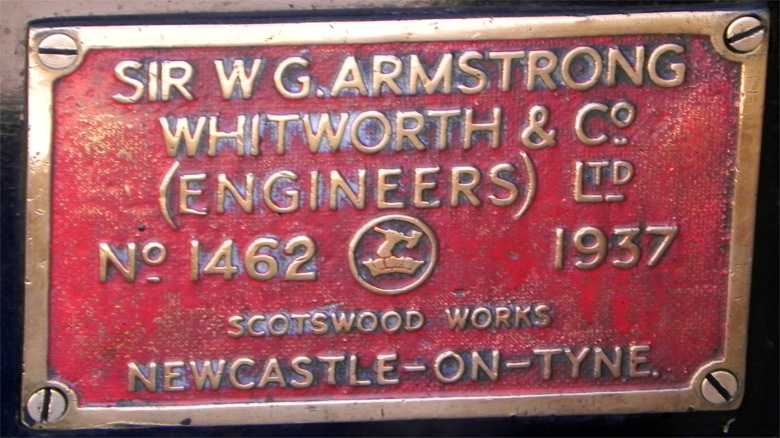 SIR W G. ARMSTRONG
WHITWORTH & Cº
(ENGINEERS) LTD
Nº 1462 1937
SCOTSWOOD WORKS
NEWCASTLE-ON-TYNE.